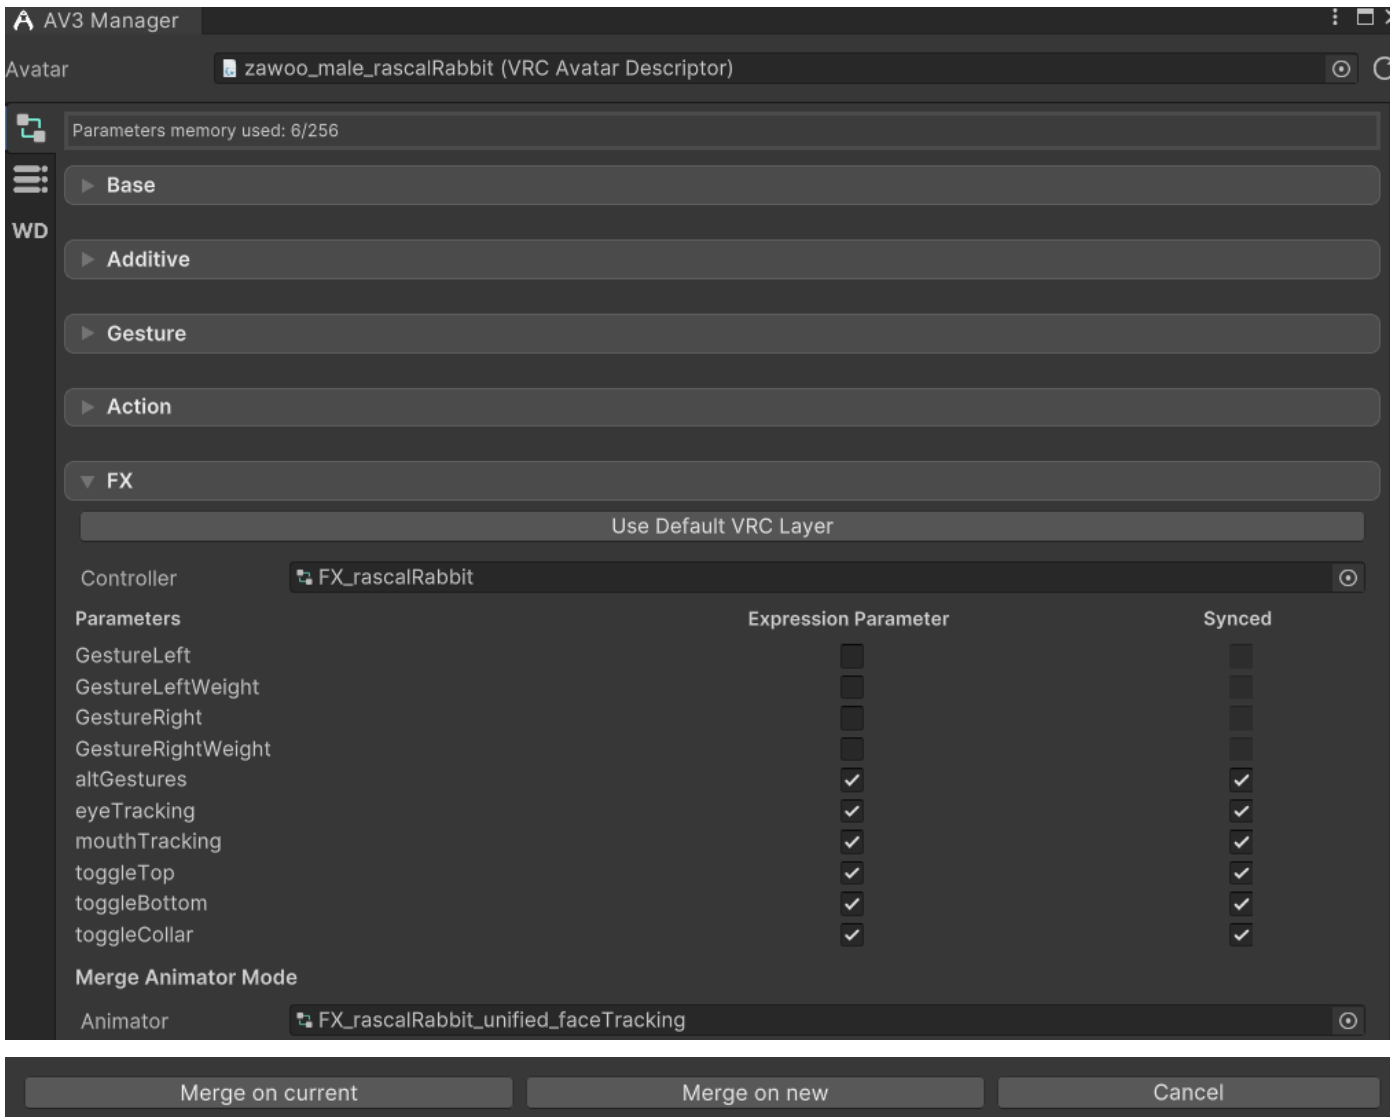 AV3 Manager
Avatar zawoo_male_rascalRabbit (VRC Avatar Descriptor)
Parameters memory used: 6/256
Base
WD
Additive
Gesture
Action
FX
Use Default VRC Layer
Controller FX_rascalRabbit
Parameters Expression Parameter Synced
GestureLeft
GestureLeftWeight
GestureRight
GestureRightWeight
altGestures
eyeTracking
mouthTracking
toggleTop
toggleBottom
toggleCollar
Merge Animator Mode
Animator FX_rascalRabbit_unified_faceTracking
Merge on current Merge on new Cancel